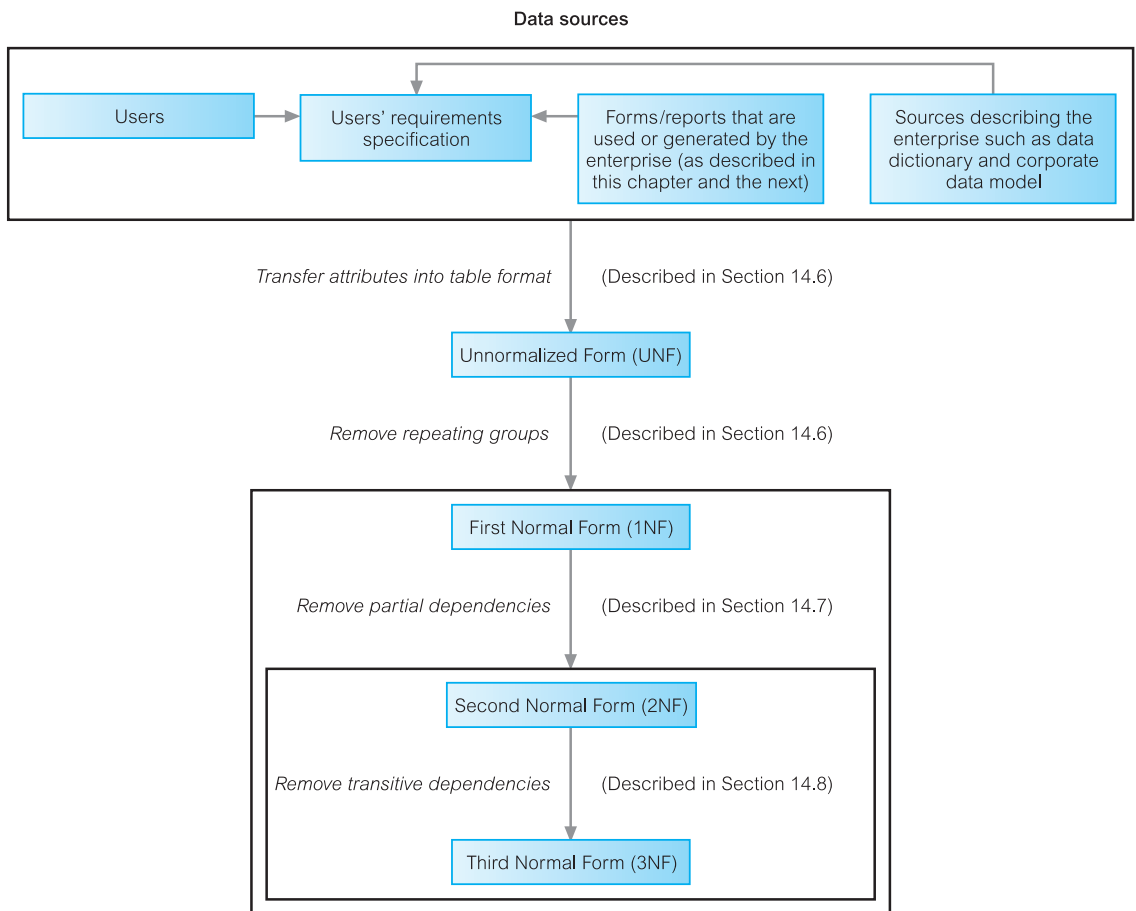 Data sources
Users
Users’ requirements
specification
Forms/reports that are
used or generated by the
enterprise (as described in
this chapter and the next)
Sources describing the
enterprise such as data
dictionary and corporate
data model
Transfer attributes into table format
(Described in Section 14.6)
Unnormalized Form (UNF)
Remove repeating groups
(Described in Section 14.6)
First Normal Form (1NF)
Remove partial dependencies
(Described in Section 14.7)
Second Normal Form (2NF)
Remove transitive dependencies
(Described in Section 14.8)
Third Normal Form (3NF)